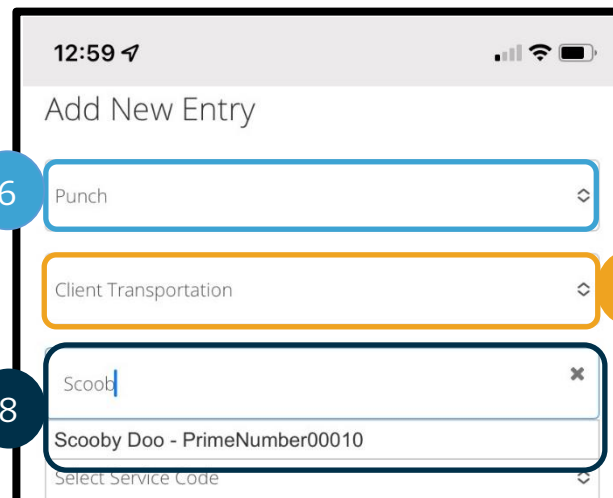 12:59
Add New Entry
6
Punch
Client Transportation
8
Scoob
Scooby Doo - PrimeNumber00010
Select Service Code